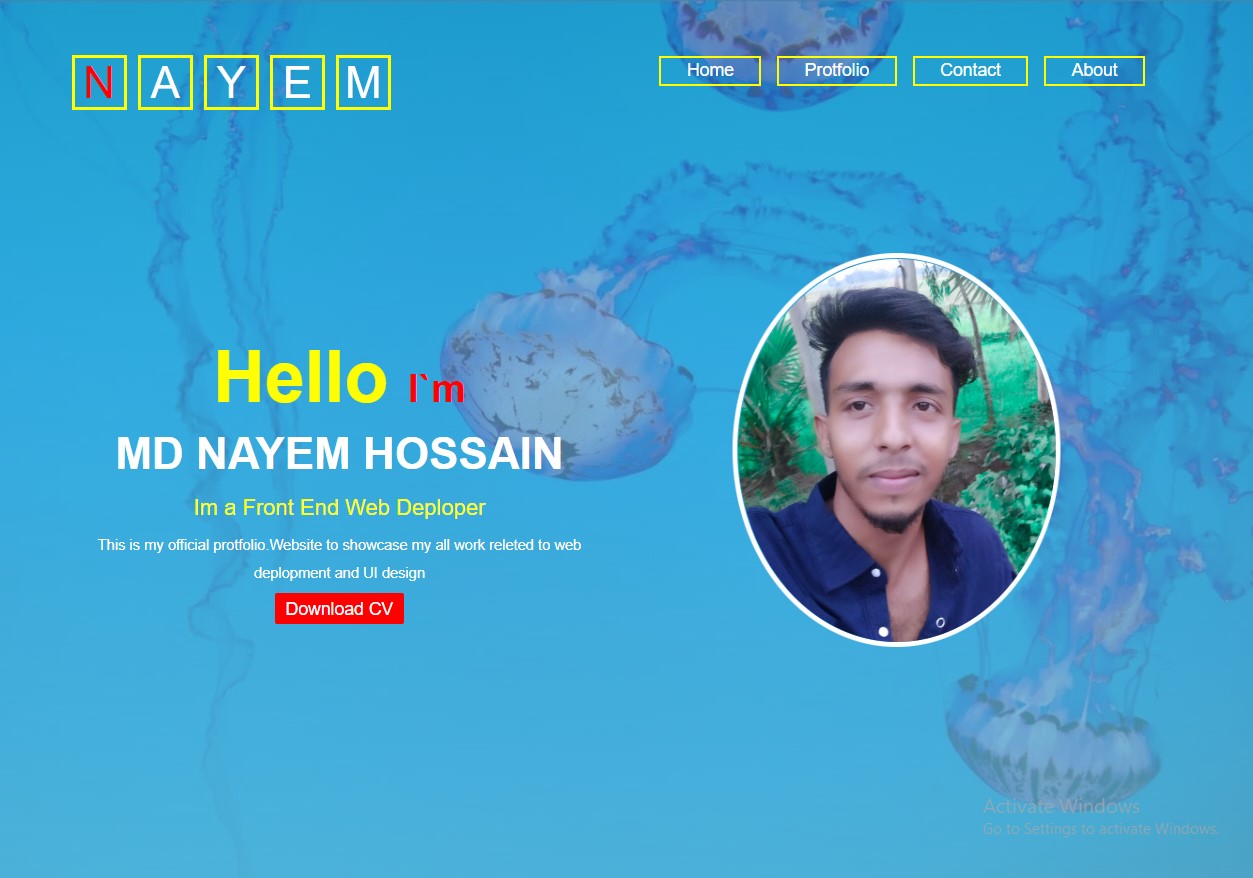 N A Y E M
Home Protfolio Contact About
Hello I`m
MD NAYEM HOSSAIN
Im a Front End Web Deploper
This is my official protfolio.Website to showcase my all work releted to web
deplopment and UI design
Download CV
Activate Windows
Go to Settings to activate Windows.